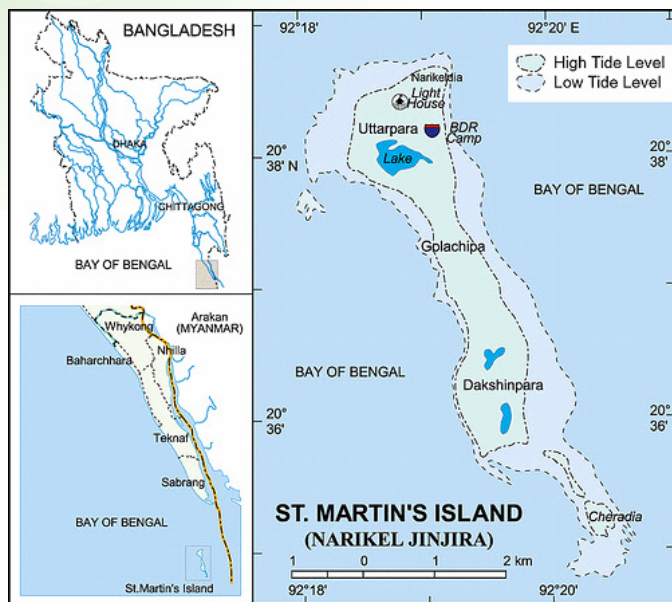 BANGLADESH
DHAKA
CHITTAGONG
BAY OF BENGAL
Whykong
Arakan
(MYANMAR)
Nhilla
Baharchhara
Teknaf
Sabrang
BAY OF BENGAL
St.Martin's Island
92°18'
92°20' E
High Tide Level
Low Tide Level
Narikeldia
Light
House
Uttarpara
BDR
Camp
Lake
20°
38' N
20°
38'
BAY OF BENGAL
Golachipa
BAY OF BENGAL
Dakshinpara
20°
36'
20°
36'
Cheradia
ST. MARTIN'S ISLAND
(NARIKEL JINJIRA)
1 0 1 2 km
92°18'
92°20'